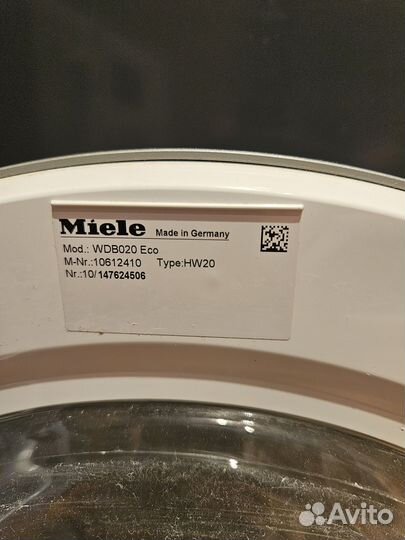 Miele Made in Germany
Mod.: WDB020 Eco
M-Nr.:10612410 Type:HW20
Nr.:10/147624506
Avito